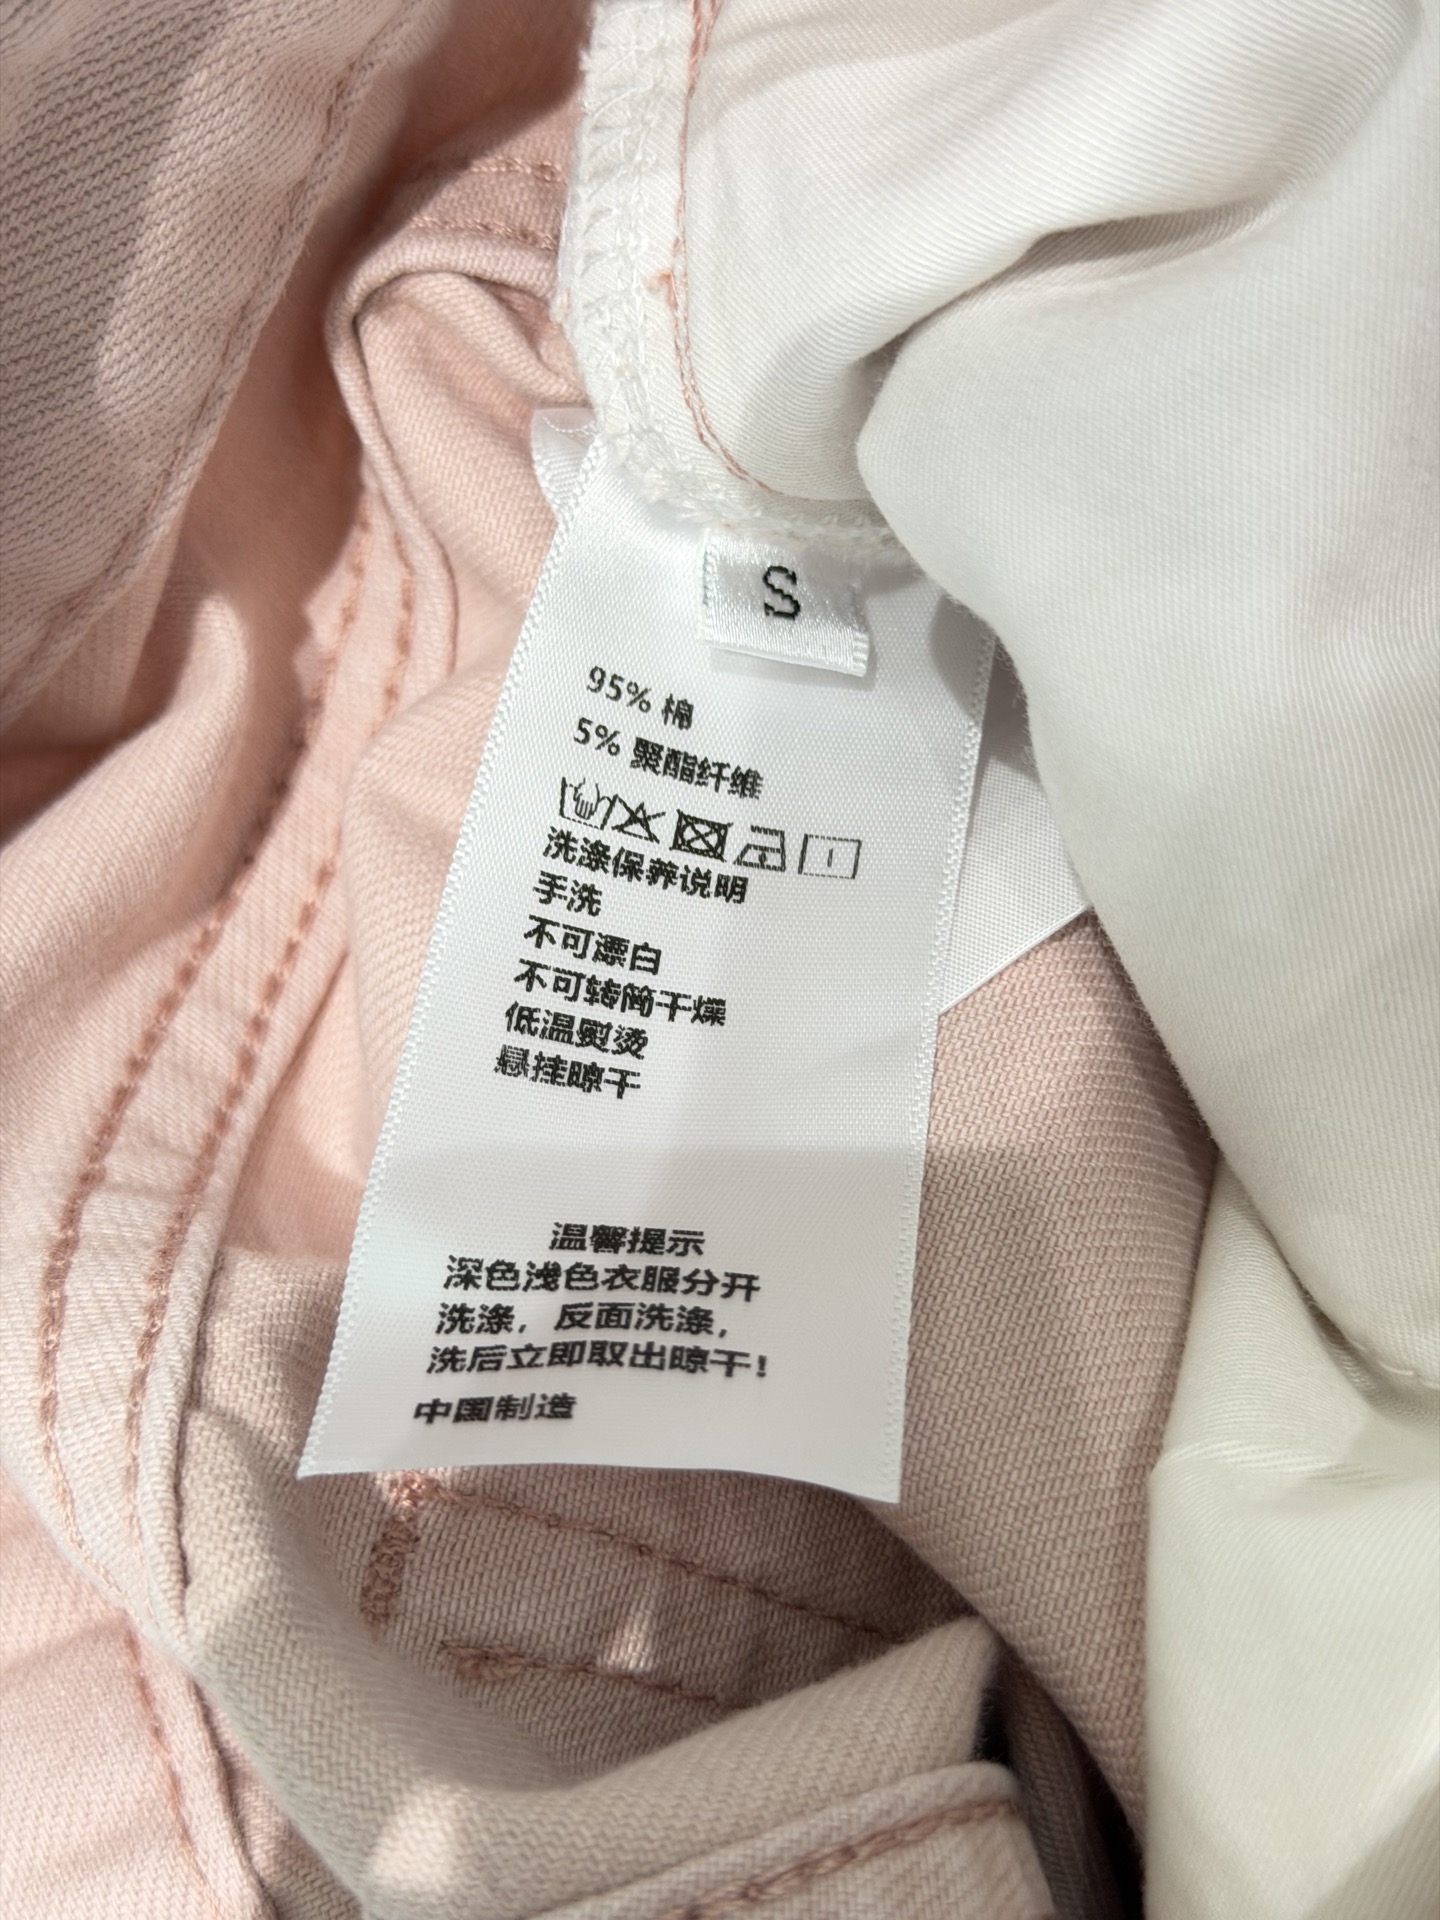 S
95% 棉
5% 聚酯纤维
洗涤保养说明
手洗
不可漂白
不可转筒干燥
低温熨烫
悬挂晾干
温馨提示
深色浅色衣服分开
洗涤，反面洗涤，
洗后立即取出晾干！
中国制造